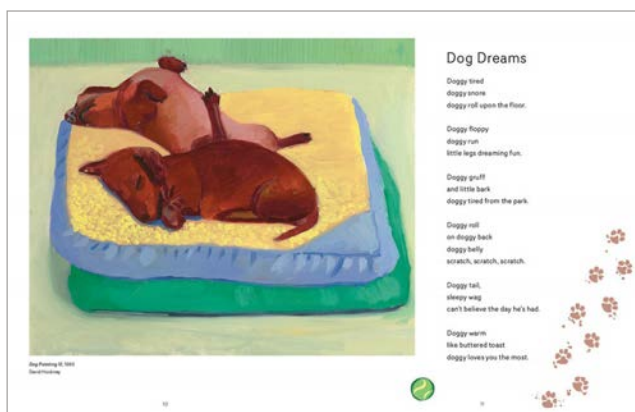 Dog Dreams
Doggy tired
doggy snore
doggy roll upon the floor.
Doggy floppy
doggy run
little legs dreaming fun.
Doggy gruff
and little bark
doggy tired from the park.
Doggy roll
on doggy back
doggy belly
scratch, scratch, scratch.
Doggy tail,
sleepy wag
can't believe the day he's had.
Doggy warm
like buttered toast
doggy loves you the most.
David Hockney